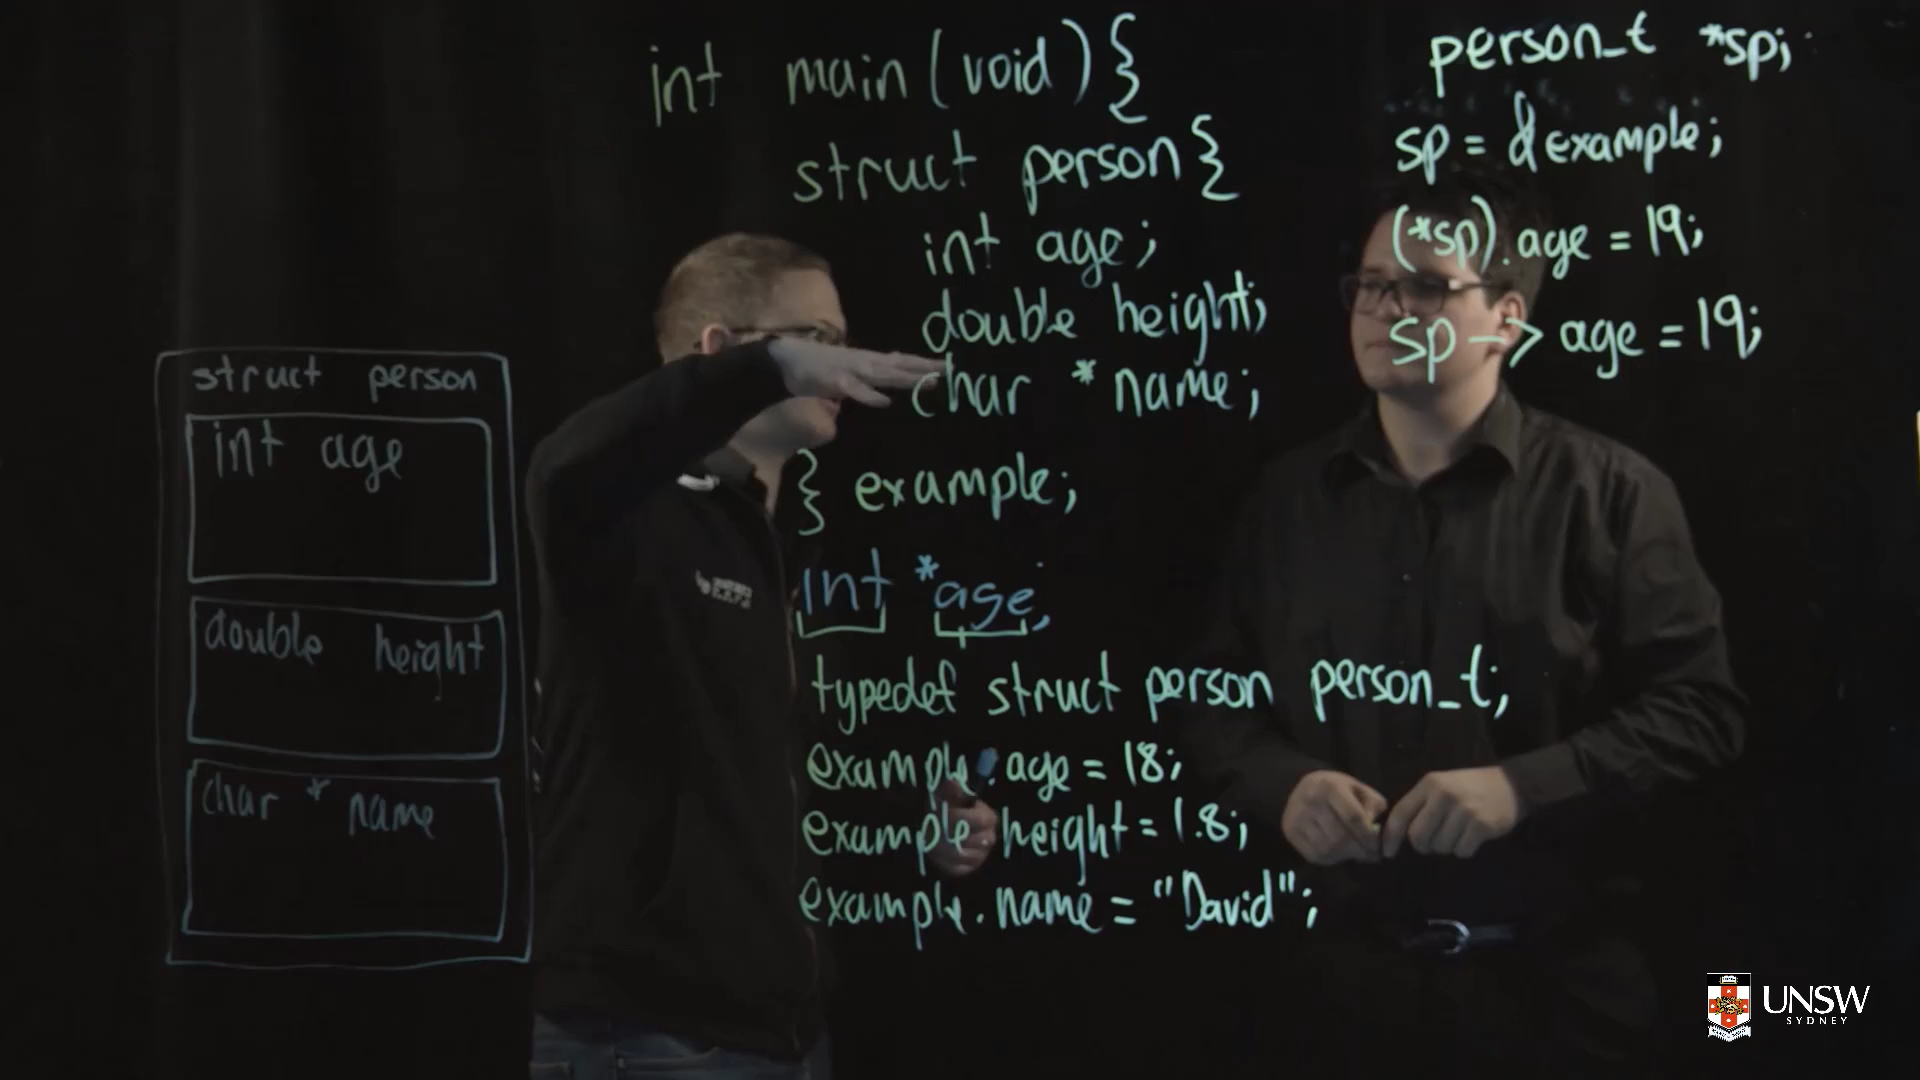 int main (void) {
struct person {
int age;
double height;
char * name;
} example;
int *age;
typedef struct person person_t;
example.age = 18;
example.height = 1.8;
example.name = "David";
person_t *sp;
sp = &example;
(*sp).age = 19;
sp -> age = 19;
struct person
int age
double height
char * name
UNSW
SYDNEY